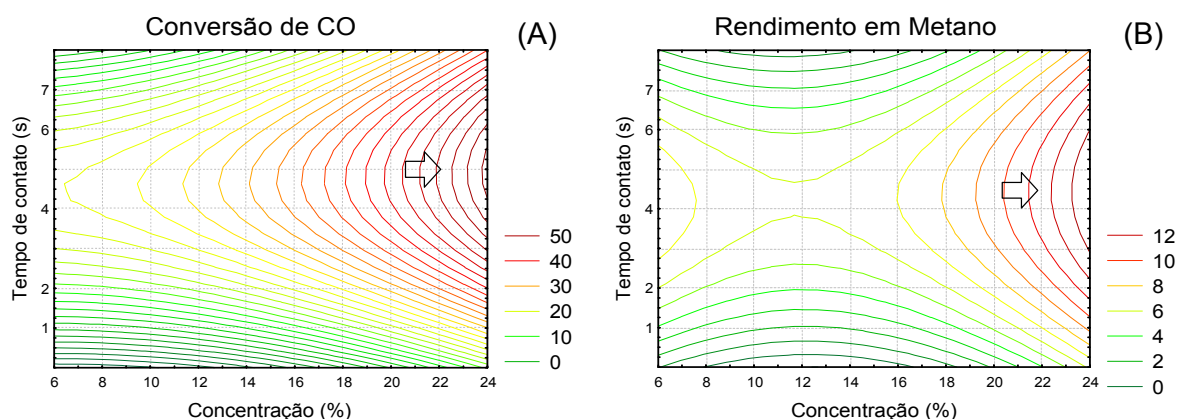 Conversão de CO
(A)
Tempo de contato (s)
7
6
4
2
1
6 8 10 12 14 16 18 20 22 24
Concentração (%)
50
40
30
20
10
0
Rendimento em Metano
(B)
Tempo de contato (s)
7
6
4
2
1
6 8 10 12 14 16 18 20 22 24
Concentração (%)
12
10
8
6
4
2
0